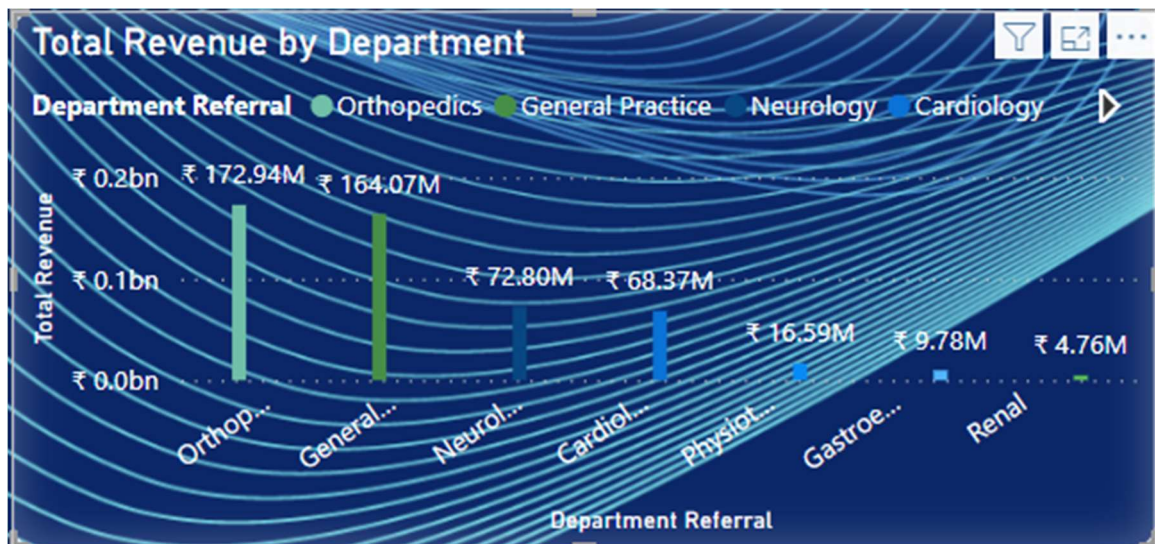 Total Revenue by Department
Department Referral Orthopedics General Practice Neurology Cardiology
Total Revenue
₹ 0.2bn
₹ 0.1bn
₹ 0.0bn
₹ 172.94M
₹ 164.07M
₹ 72.80M
₹ 68.37M
₹ 16.59M
₹ 9.78M
₹ 4.76M
Orthop...
General...
Neurol...
Cardiol...
Physiot...
Gastroe...
Renal
Department Referral